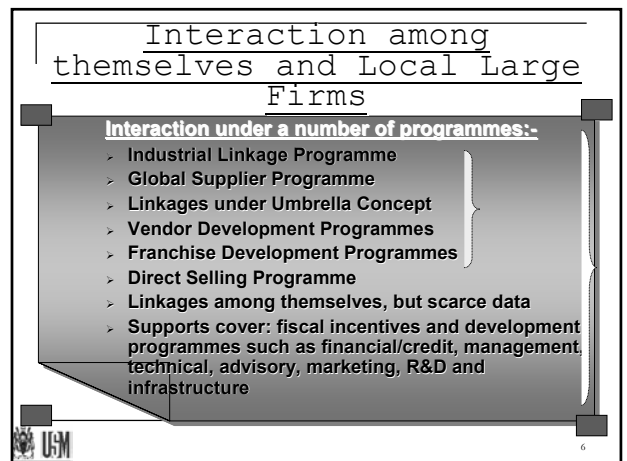 Interaction among
themselves and Local Large
Firms
Interaction under a number of programmes:-
➢ Industrial Linkage Programme
➢ Global Supplier Programme
➢ Linkages under Umbrella Concept
➢ Vendor Development Programmes
➢ Franchise Development Programmes
➢ Direct Selling Programme
➢ Linkages among themselves, but scarce data
➢ Supports cover: fiscal incentives and development
programmes such as financial/credit, management,
technical, advisory, marketing, R&D and
infrastructure
USM
6